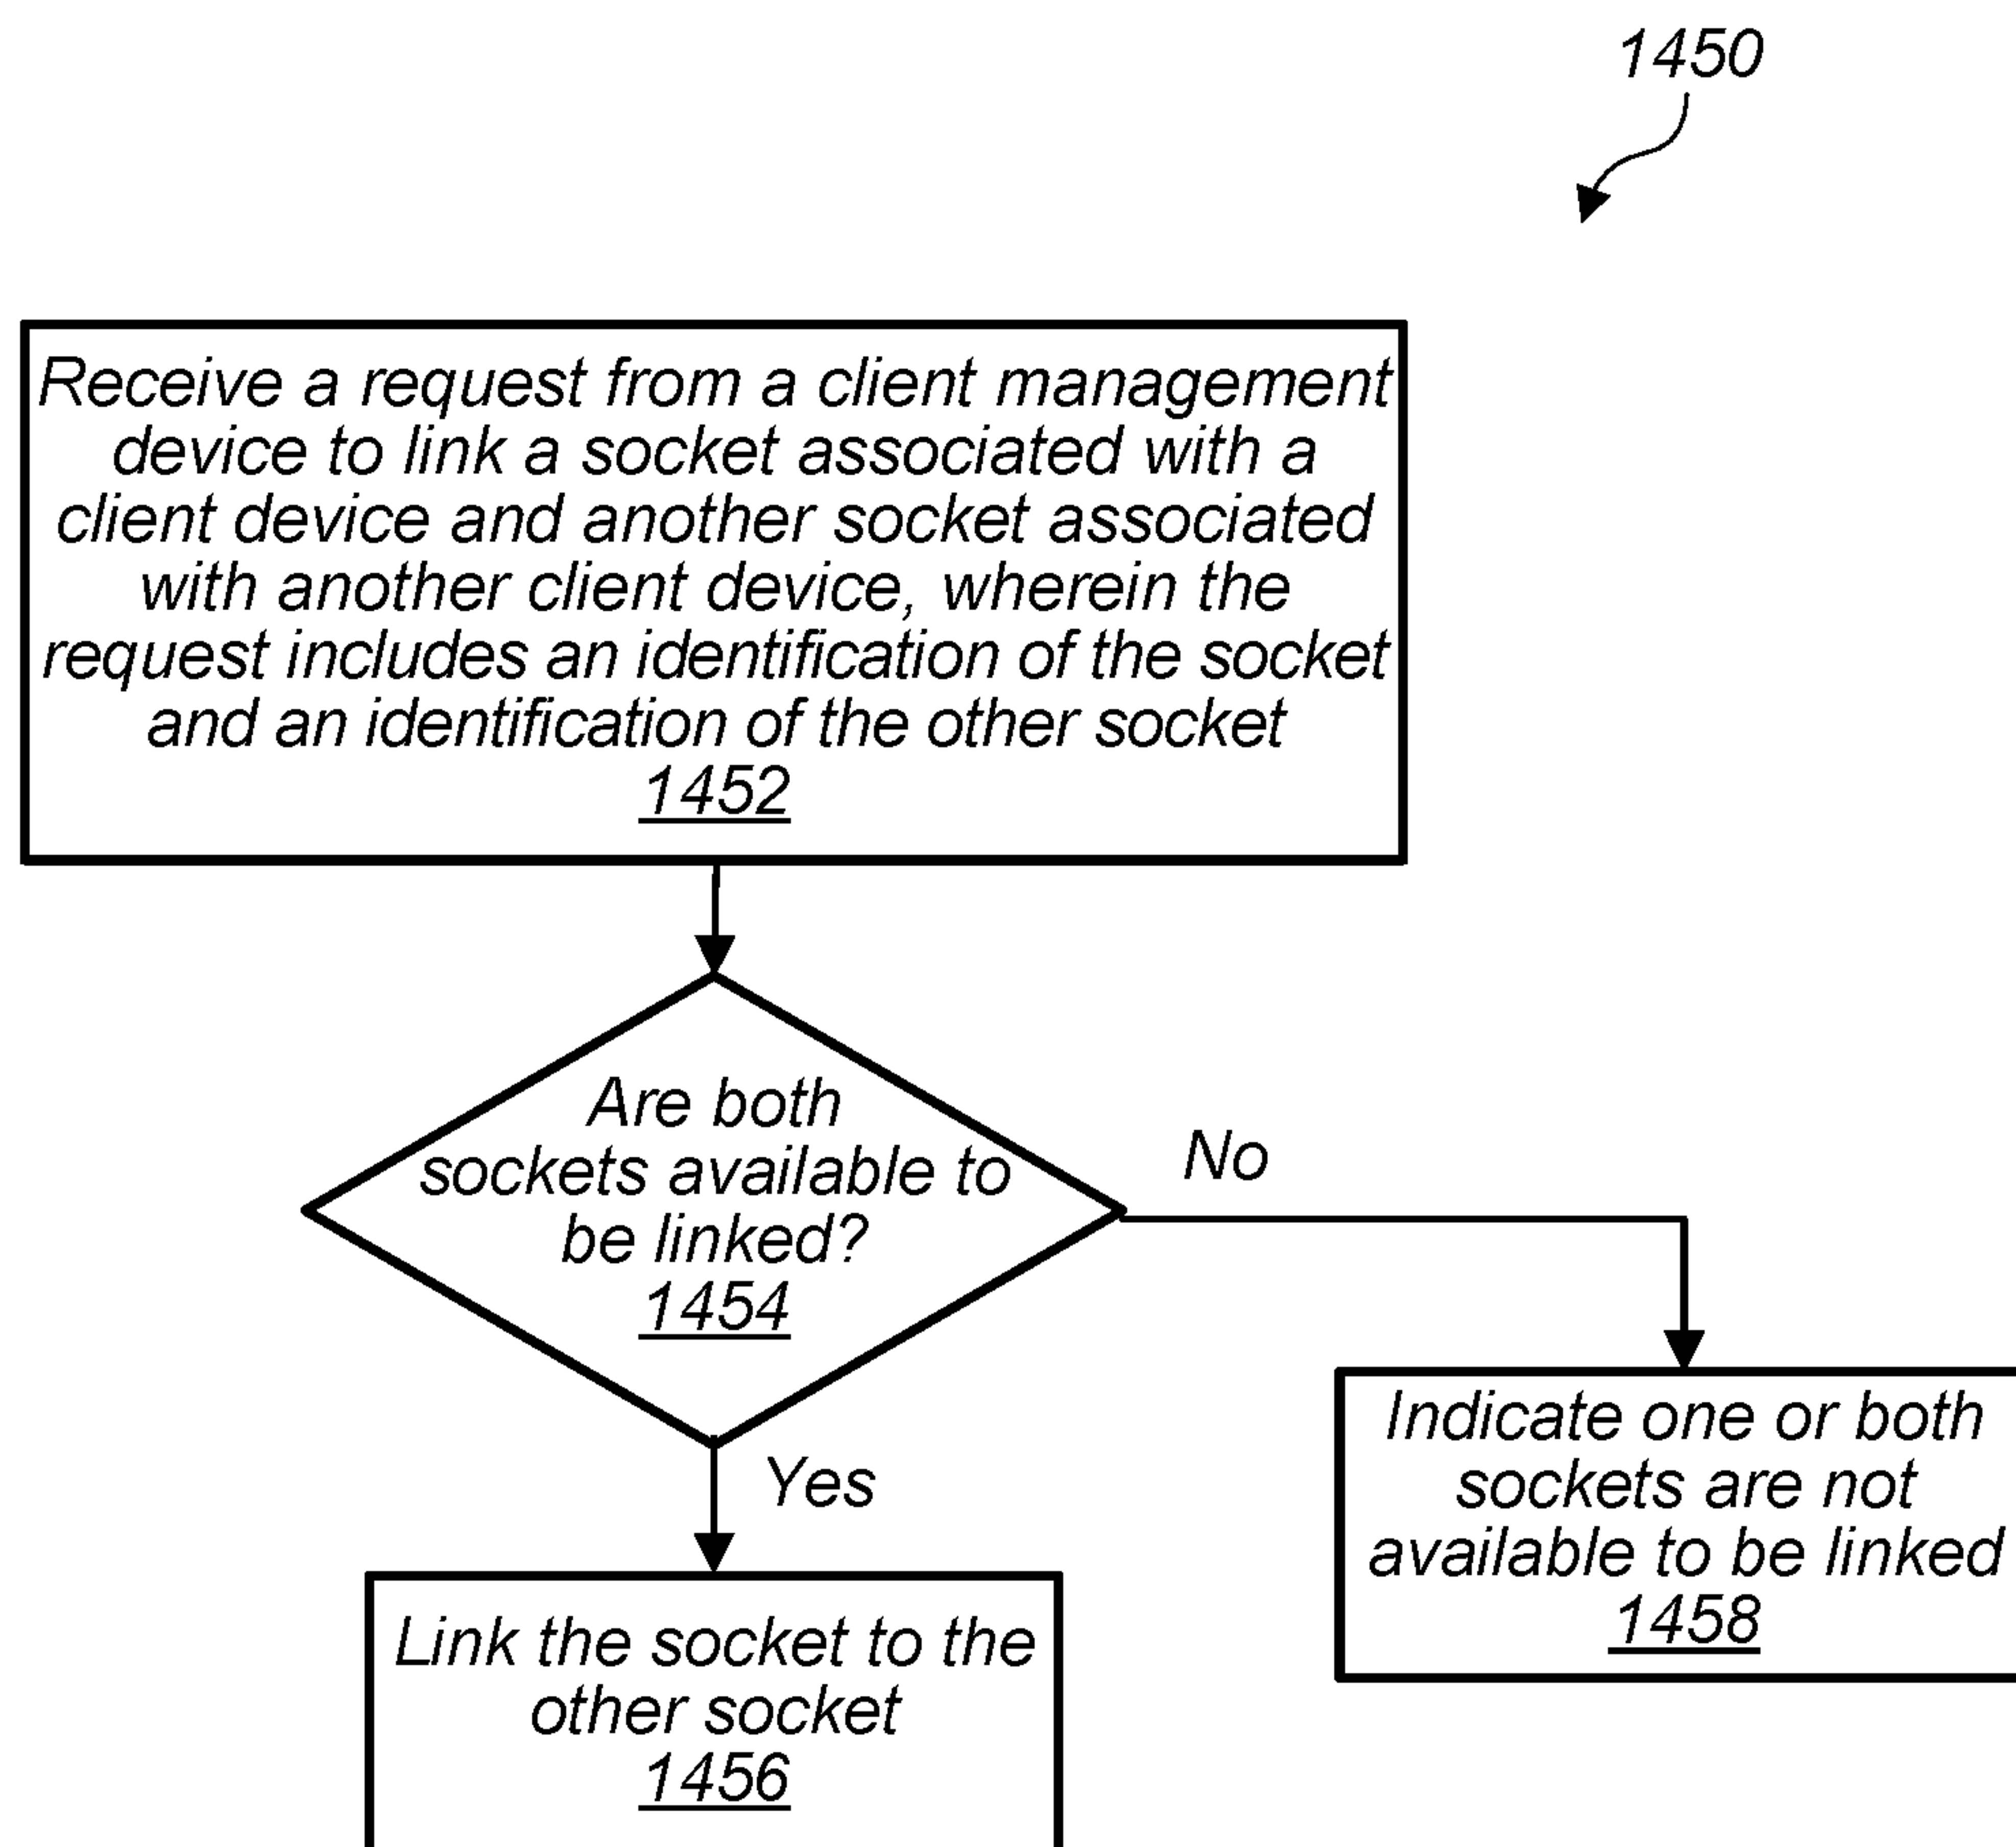 1450
Receive a request from a client management
device to link a socket associated with a
client device and another socket associated
with another client device, wherein the
request includes an identification of the socket
and an identification of the other socket
1452
Are both
sockets available to
be linked?
1454
No
Yes
Indicate one or both
sockets are not
available to be linked
1458
Link the socket to the
other socket
1456